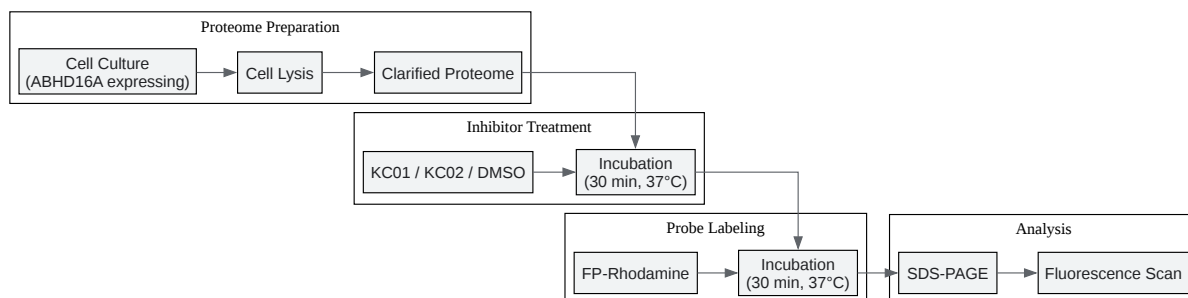 Proteome Preparation
Cell Culture
(ABHD16A expressing)
Cell Lysis
Clarified Proteome
Inhibitor Treatment
KC01 / KC02 / DMSO
Incubation
(30 min, 37°C)
Probe Labeling
FP-Rhodamine
Incubation
(30 min, 37°C)
Analysis
SDS-PAGE
Fluorescence Scan